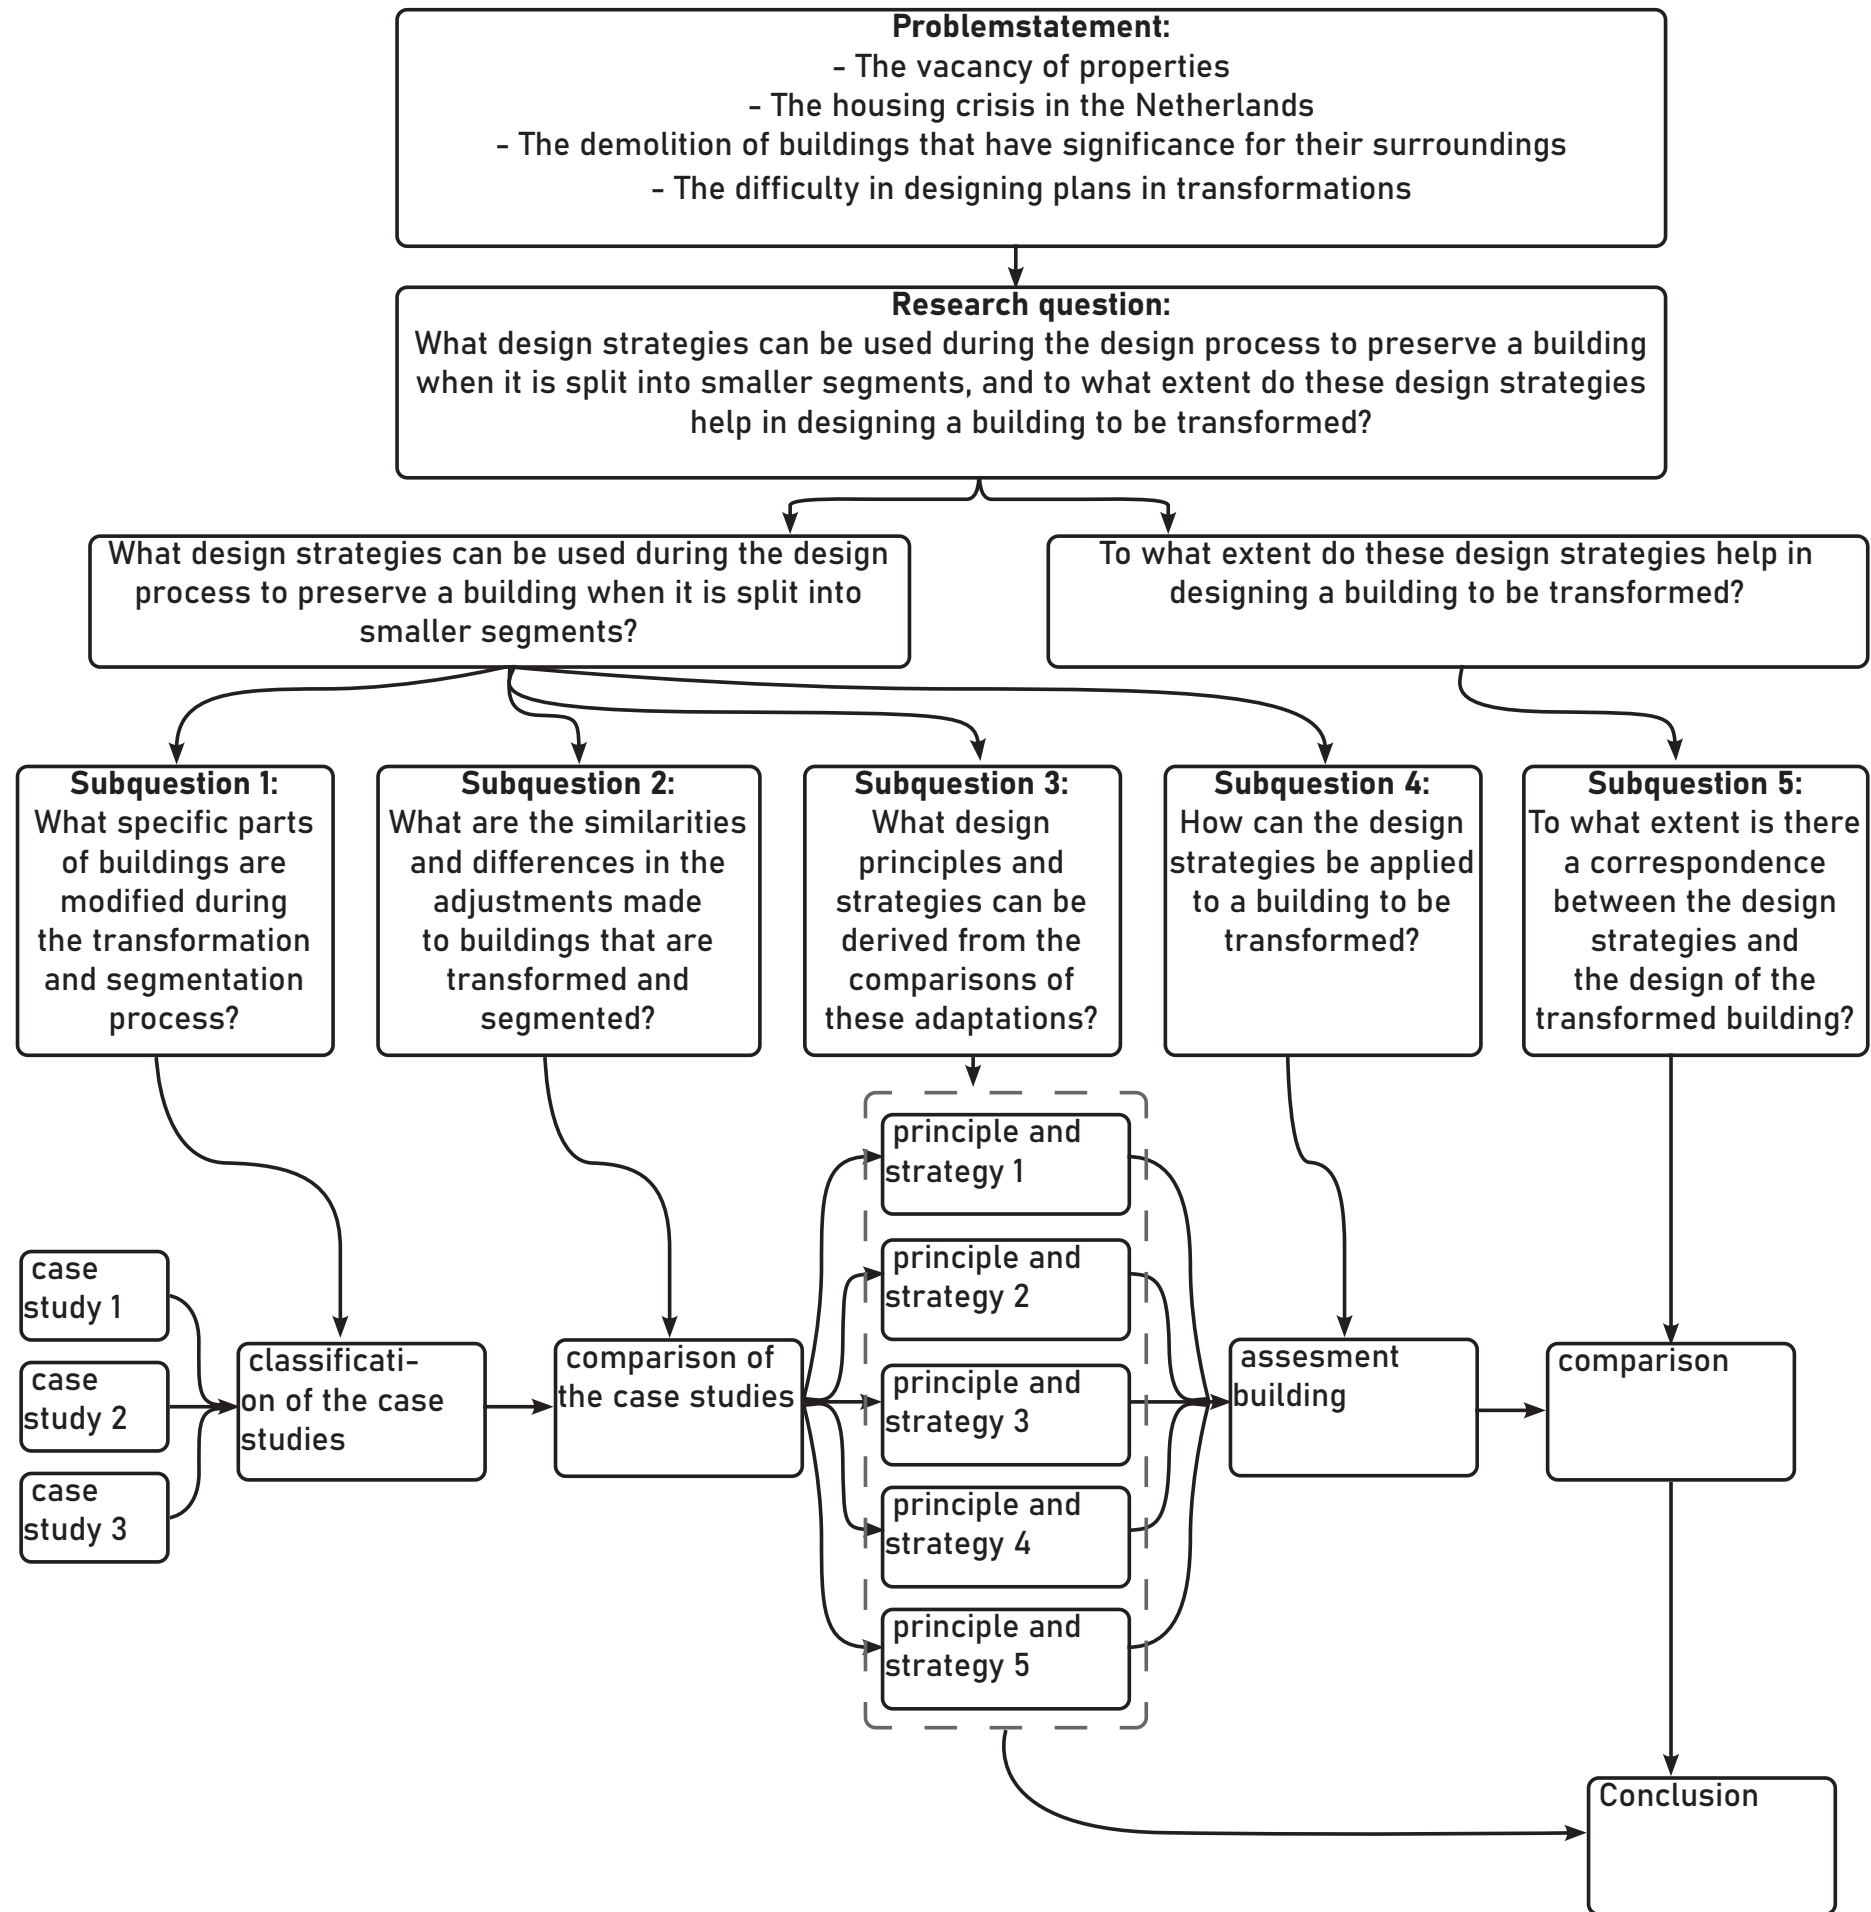 Problemstatement:
- The vacancy of properties
- The housing crisis in the Netherlands
- The demolition of buildings that have significance for their surroundings
- The difficulty in designing plans in transformations
Research question:
What design strategies can be used during the design process to preserve a building
when it is split into smaller segments, and to what extent do these design strategies
help in designing a building to be transformed?
What design strategies can be used during the design
process to preserve a building when it is split into
smaller segments?
To what extent do these design strategies help in
designing a building to be transformed?
Subquestion 1:
What specific parts
of buildings are
modified during
the transformation
and segmentation
process?
Subquestion 2:
What are the similarities
and differences in the
adjustments made
to buildings that are
transformed and
segmented?
Subquestion 3:
What design
principles and
strategies can be
derived from the
comparisons of
these adaptations?
Subquestion 4:
How can the design
strategies be applied
to a building to be
transformed?
Subquestion 5:
To what extent is there
a correspondence
between the design
strategies and
the design of the
transformed building?
case
study 1
case
study 2
case
study 3
classificati-
on of the case
studies
comparison of
the case studies
principle and
strategy 1
principle and
strategy 2
principle and
strategy 3
principle and
strategy 4
principle and
strategy 5
assesment
building
comparison
Conclusion